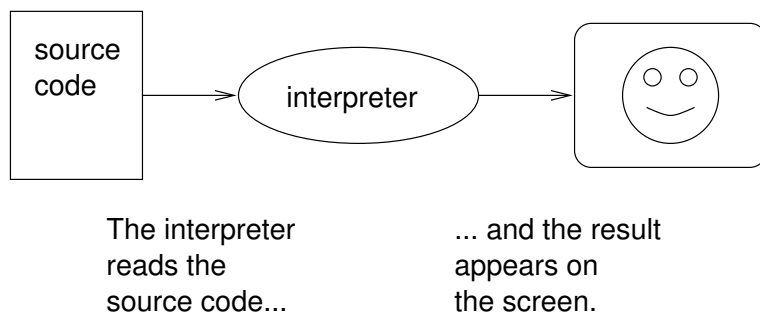 source
code
interpreter
The interpreter
reads the
source code...
... and the result
appears on
the screen.